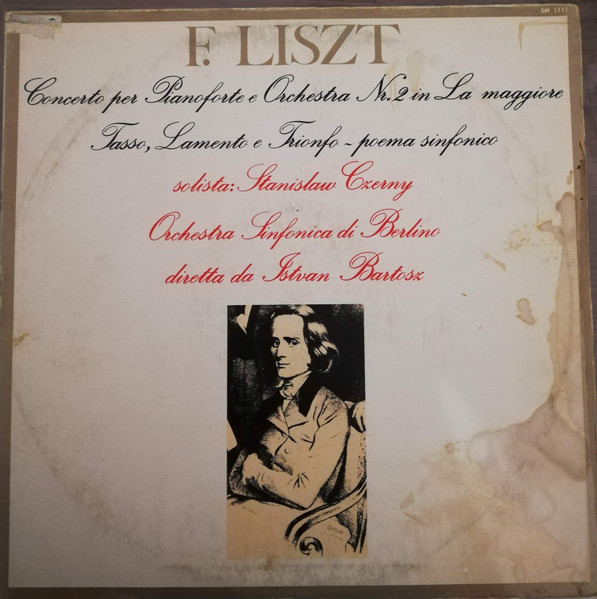 SM 1111
F. LISZT
Concerto per Pianoforte e Orchestra Nr. 2 in La maggiore
Tasso, Lamento e Trionfo - poema sinfonico
solista: Stanislaw Czerny
Orchestra Sinfonica di Berlino
diretta da Istvan Bartosz